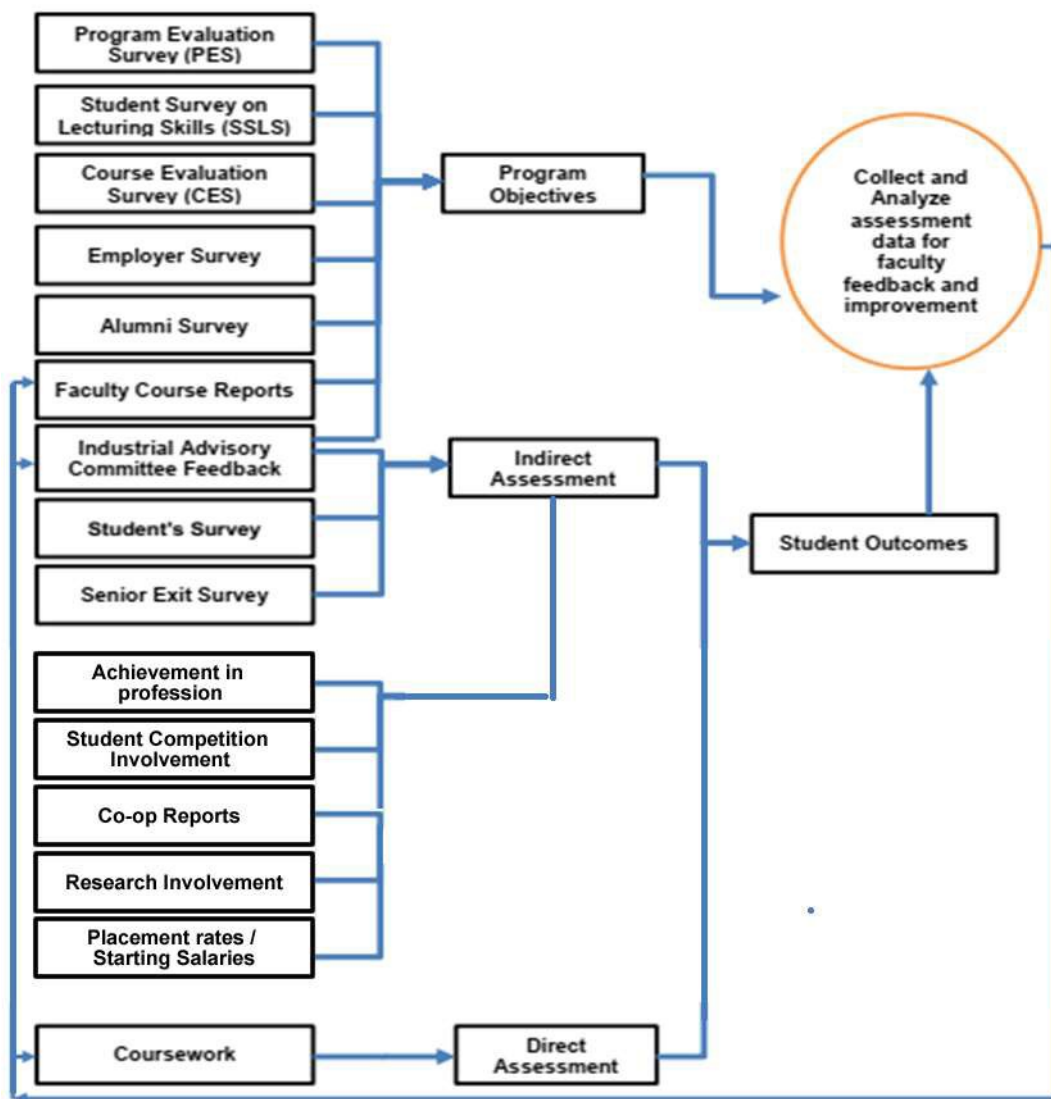 Program Evaluation
Survey (PES)
Student Survey on
Lecturing Skills (SSLS)
Course Evaluation
Survey (CES)
Employer Survey
Alumni Survey
Faculty Course Reports
Industrial Advisory
Committee Feedback
Student's Survey
Senior Exit Survey
Achievement in
profession
Student Competition
Involvement
Co-op Reports
Research Involvement
Placement rates /
Starting Salaries
Coursework
Program
Objectives
Indirect
Assessment
Direct
Assessment
Student Outcomes
Collect and
Analyze
assessment
data for
faculty
feedback and
improvement